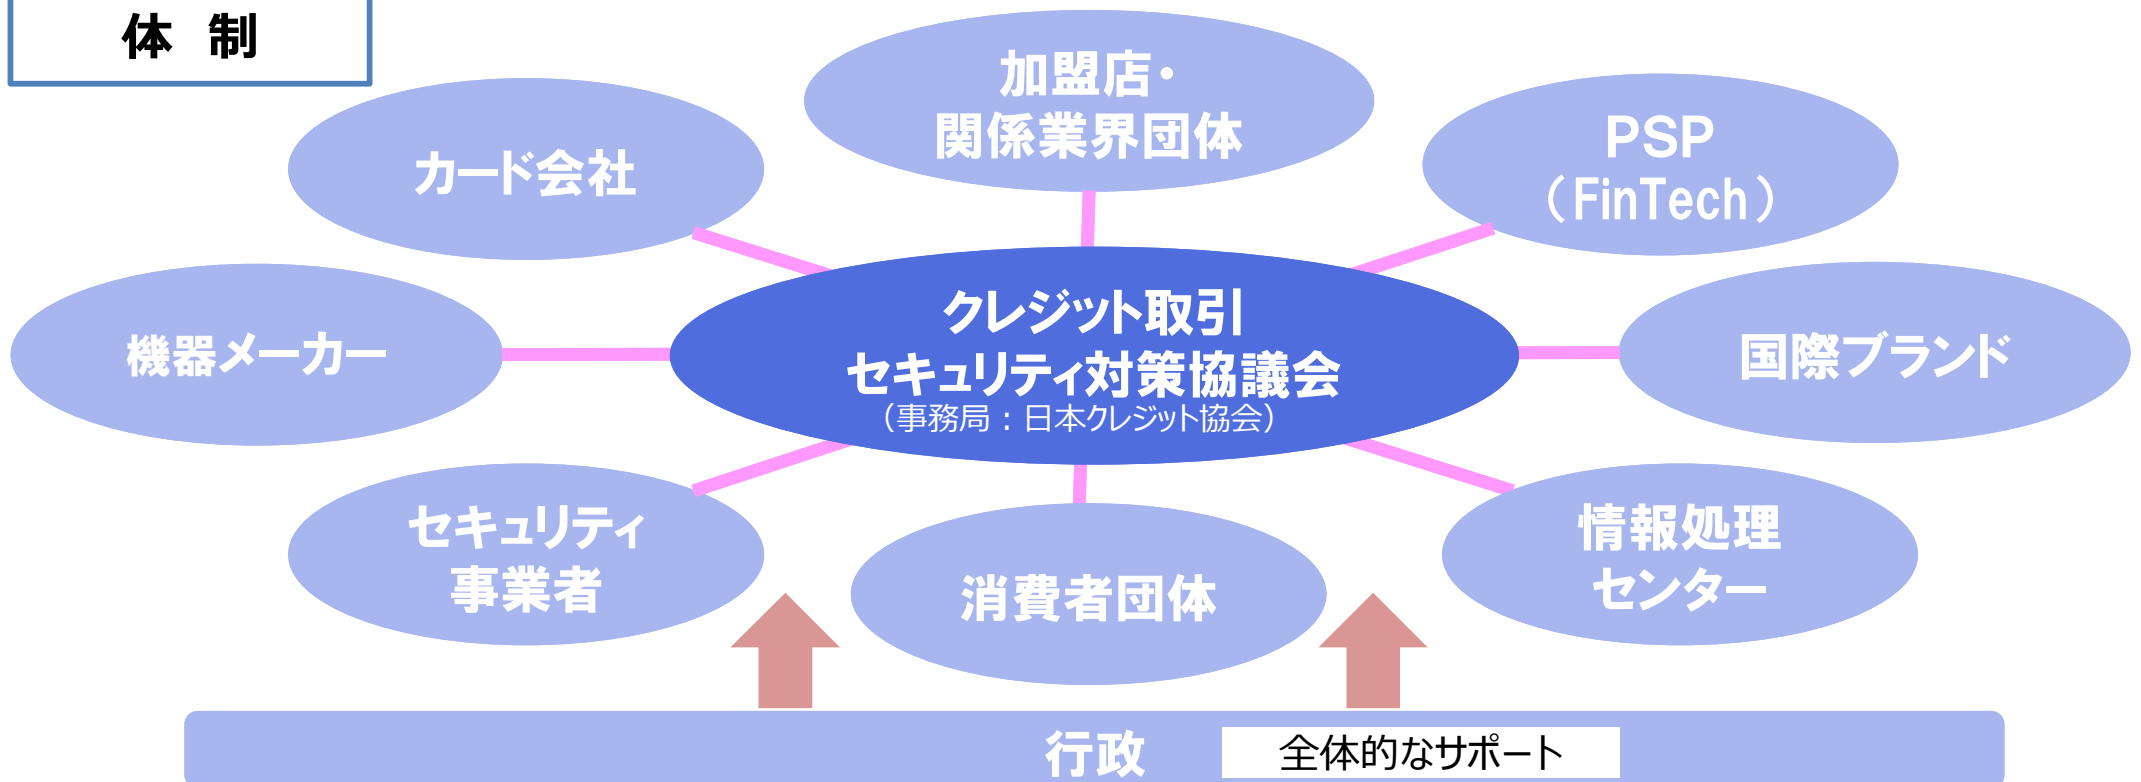 体 制
加盟店・
関係業界団体
カード会社
PSP
（FinTech）
機器メーカー
クレジット取引
セキュリティ対策協議会
（事務局：日本クレジット協会）
国際ブランド
セキュリティ
事業者
消費者団体
情報処理
センター
行政
全体的なサポート